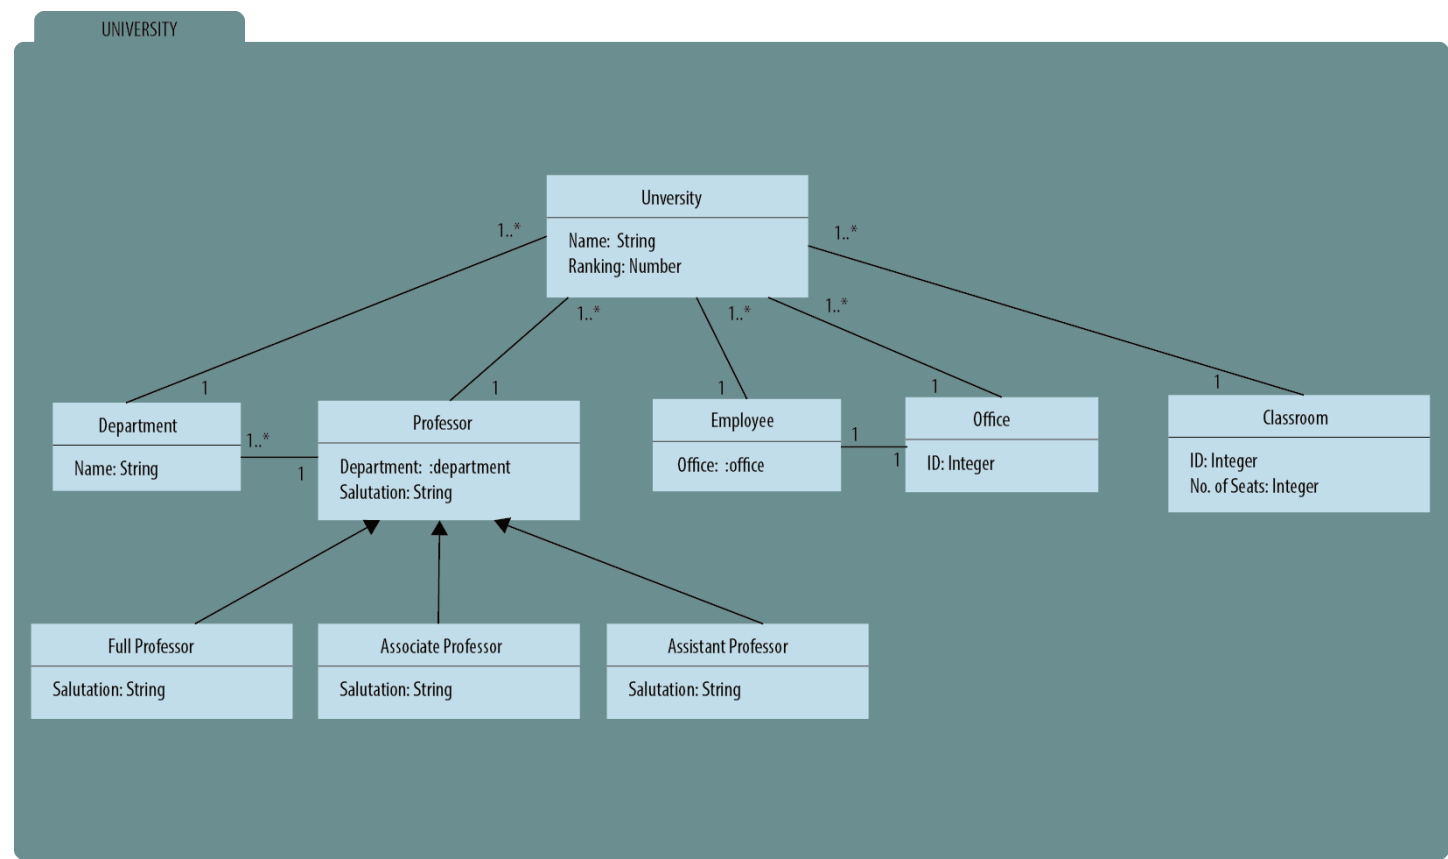 UNIVERSITY
Unversity
Name: String
Ranking: Number
1..*
1..*
1..*
1..*
1..*
1
1
1
1
1
Department
Name: String
1..*
1
Professor
Department: :department
Salutation: String
Employee
Office: :office
1
1
Office
ID: Integer
Classroom
ID: Integer
No. of Seats: Integer
Full Professor
Salutation: String
Associate Professor
Salutation: String
Assistant Professor
Salutation: String